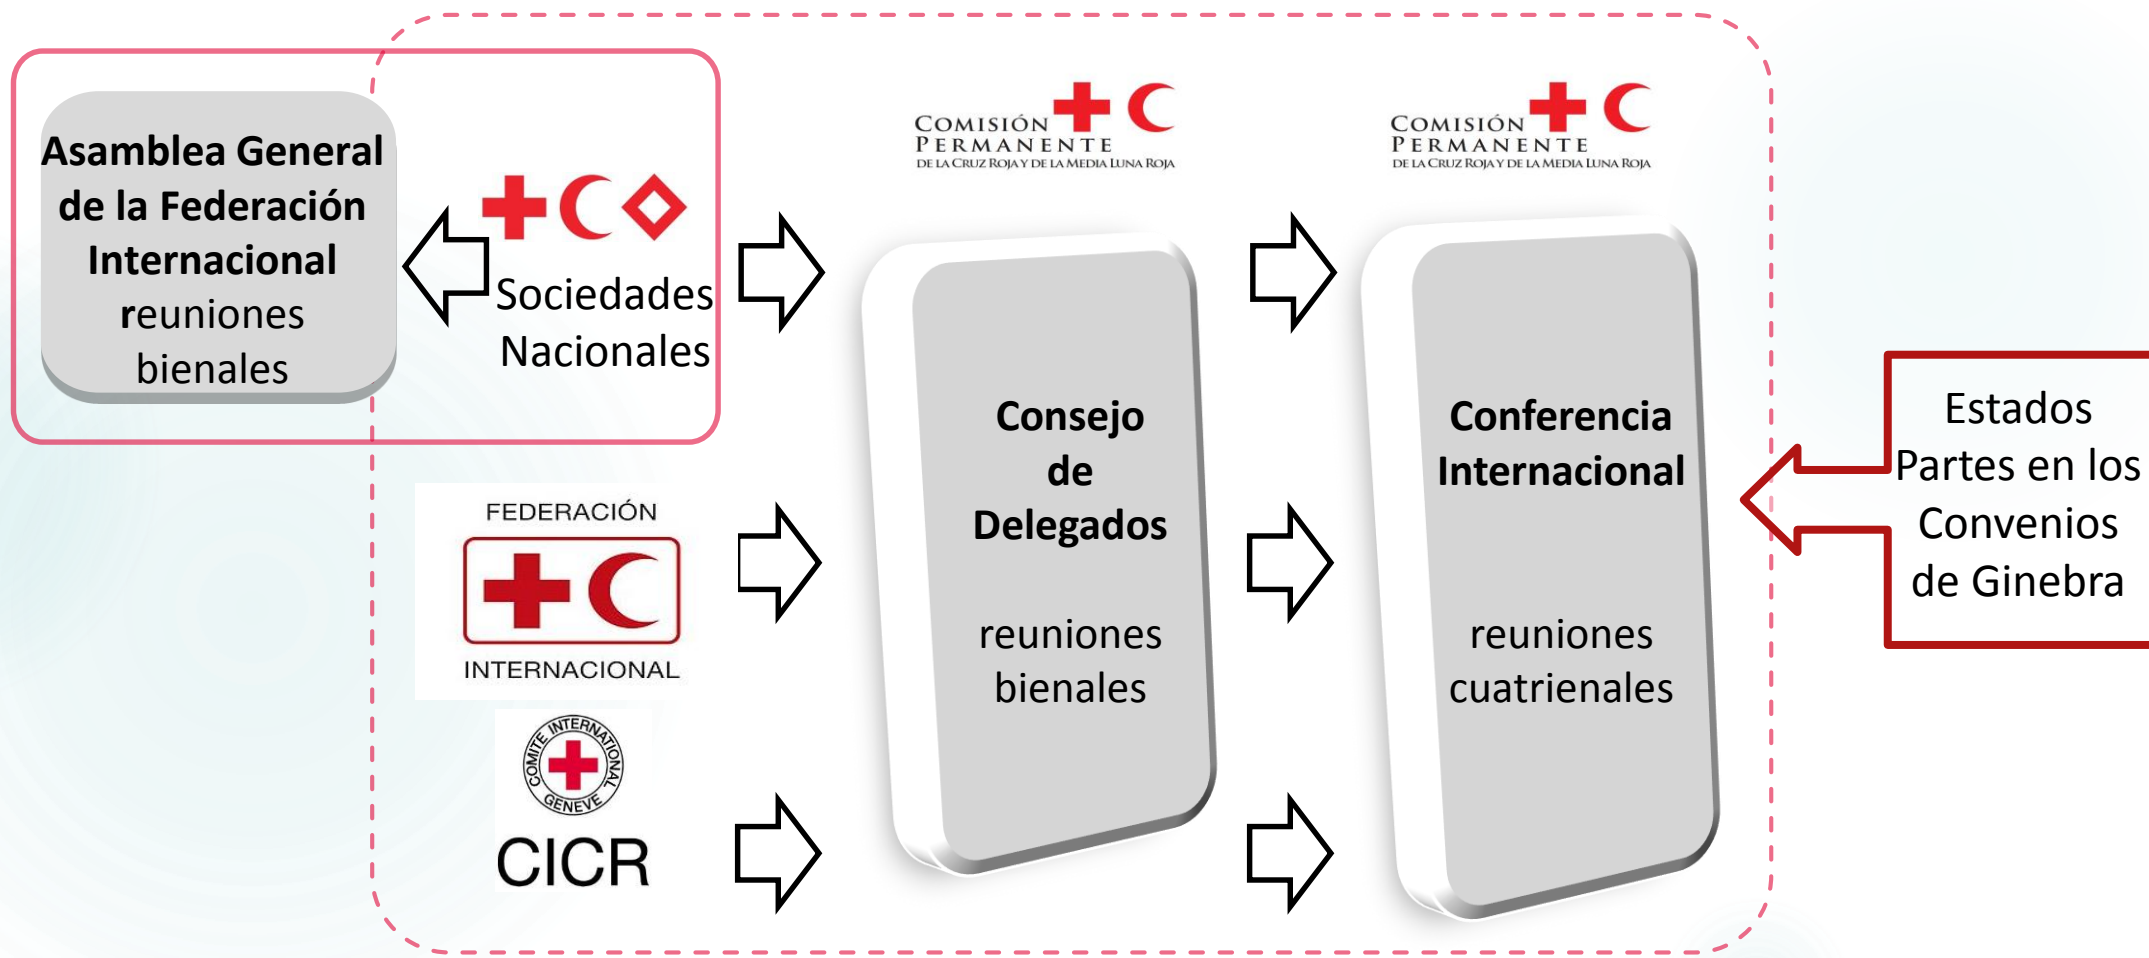 Asamblea General
de la Federación
Internacional
reuniones
bienales
Sociedades
Nacionales
FEDERACIÓN
INTERNACIONAL
COMITE INTERNATIONAL
GENEVE
CICR
COMISIÓN
PERMANENTE
DE LA CRUZ ROJA Y DE LA MEDIA LUNA ROJA
Consejo
de
Delegados
reuniones
bienales
COMISIÓN
PERMANENTE
DE LA CRUZ ROJA Y DE LA MEDIA LUNA ROJA
Conferencia
Internacional
reuniones
cuatrienales
Estados
Partes en los
Convenios
de Ginebra